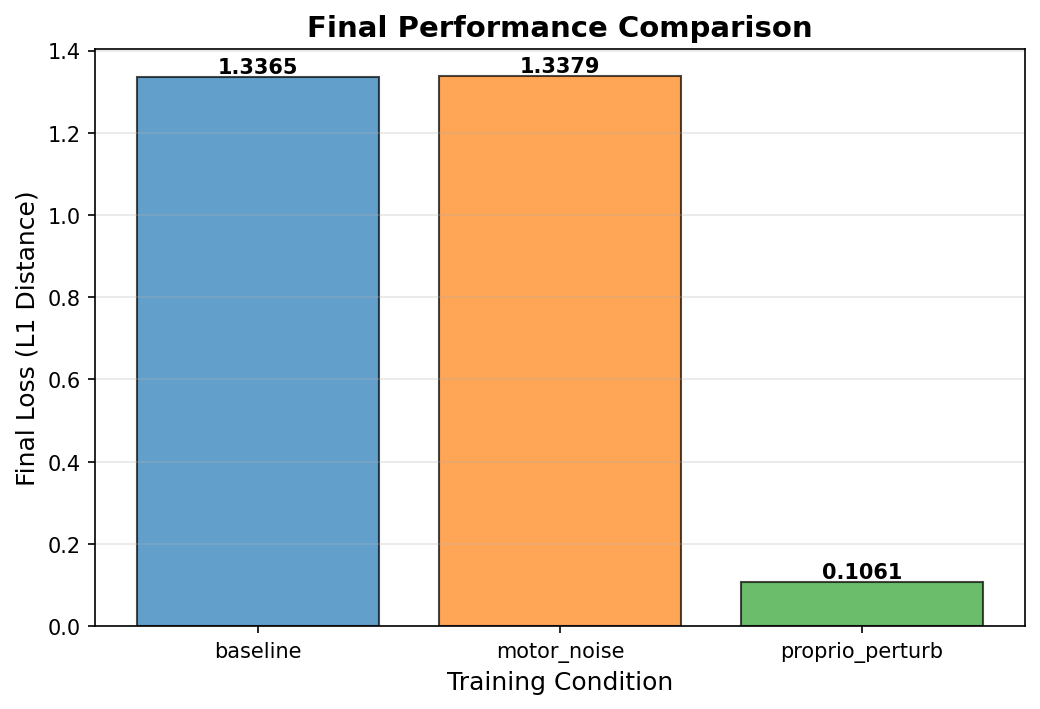 Final Performance Comparison
Final Loss (L1 Distance)
1.4
1.2
1.0
0.8
0.6
0.4
0.2
0.0
1.3365
1.3379
0.1061
baseline
motor_noise
proprio_perturb
Training Condition